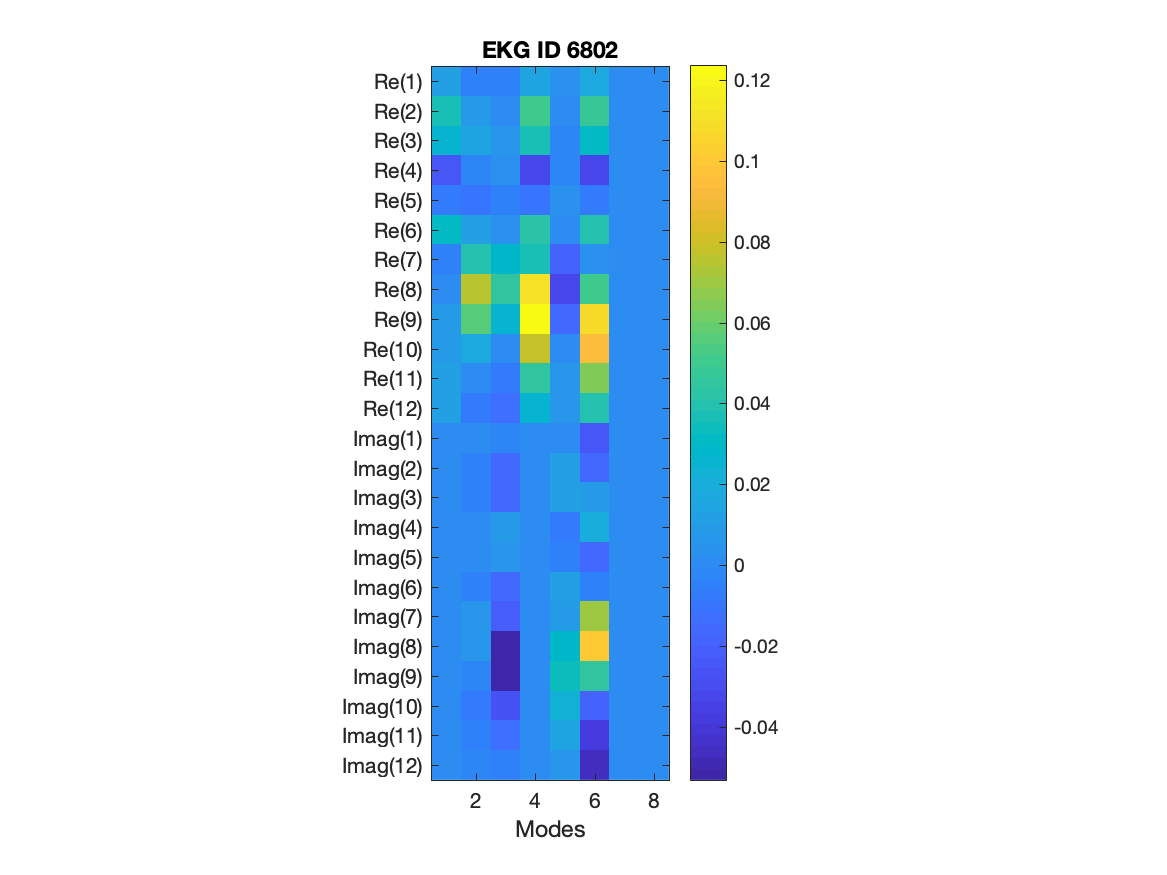 EKG ID 6802
Re(1)
Re(2)
Re(3)
Re(4)
Re(5)
Re(6)
Re(7)
Re(8)
Re(9)
Re(10)
Re(11)
Re(12)
Imag(1)
Imag(2)
Imag(3)
Imag(4)
Imag(5)
Imag(6)
Imag(7)
Imag(8)
Imag(9)
Imag(10)
Imag(11)
Imag(12)
2 4 6 8
Modes
0.12
0.1
0.08
0.06
0.04
0.02
0
-0.02
-0.04